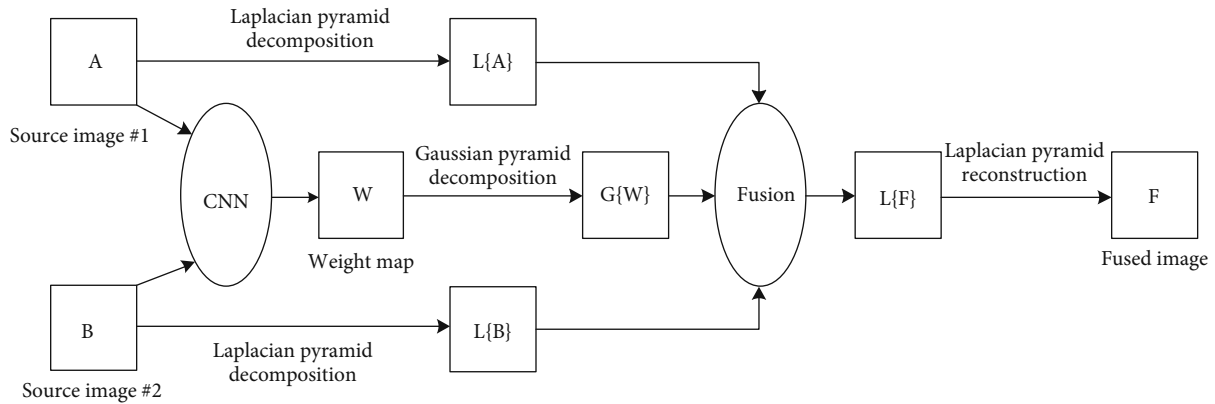 Laplacian pyramid
decomposition
A
L{A}
Source image #1
CNN
W
Weight map
Gaussian pyramid
decomposition
G{W}
Fusion
L{F}
Laplacian pyramid
reconstruction
F
Fused image
B
L{B}
Laplacian pyramid
decomposition
Source image #2